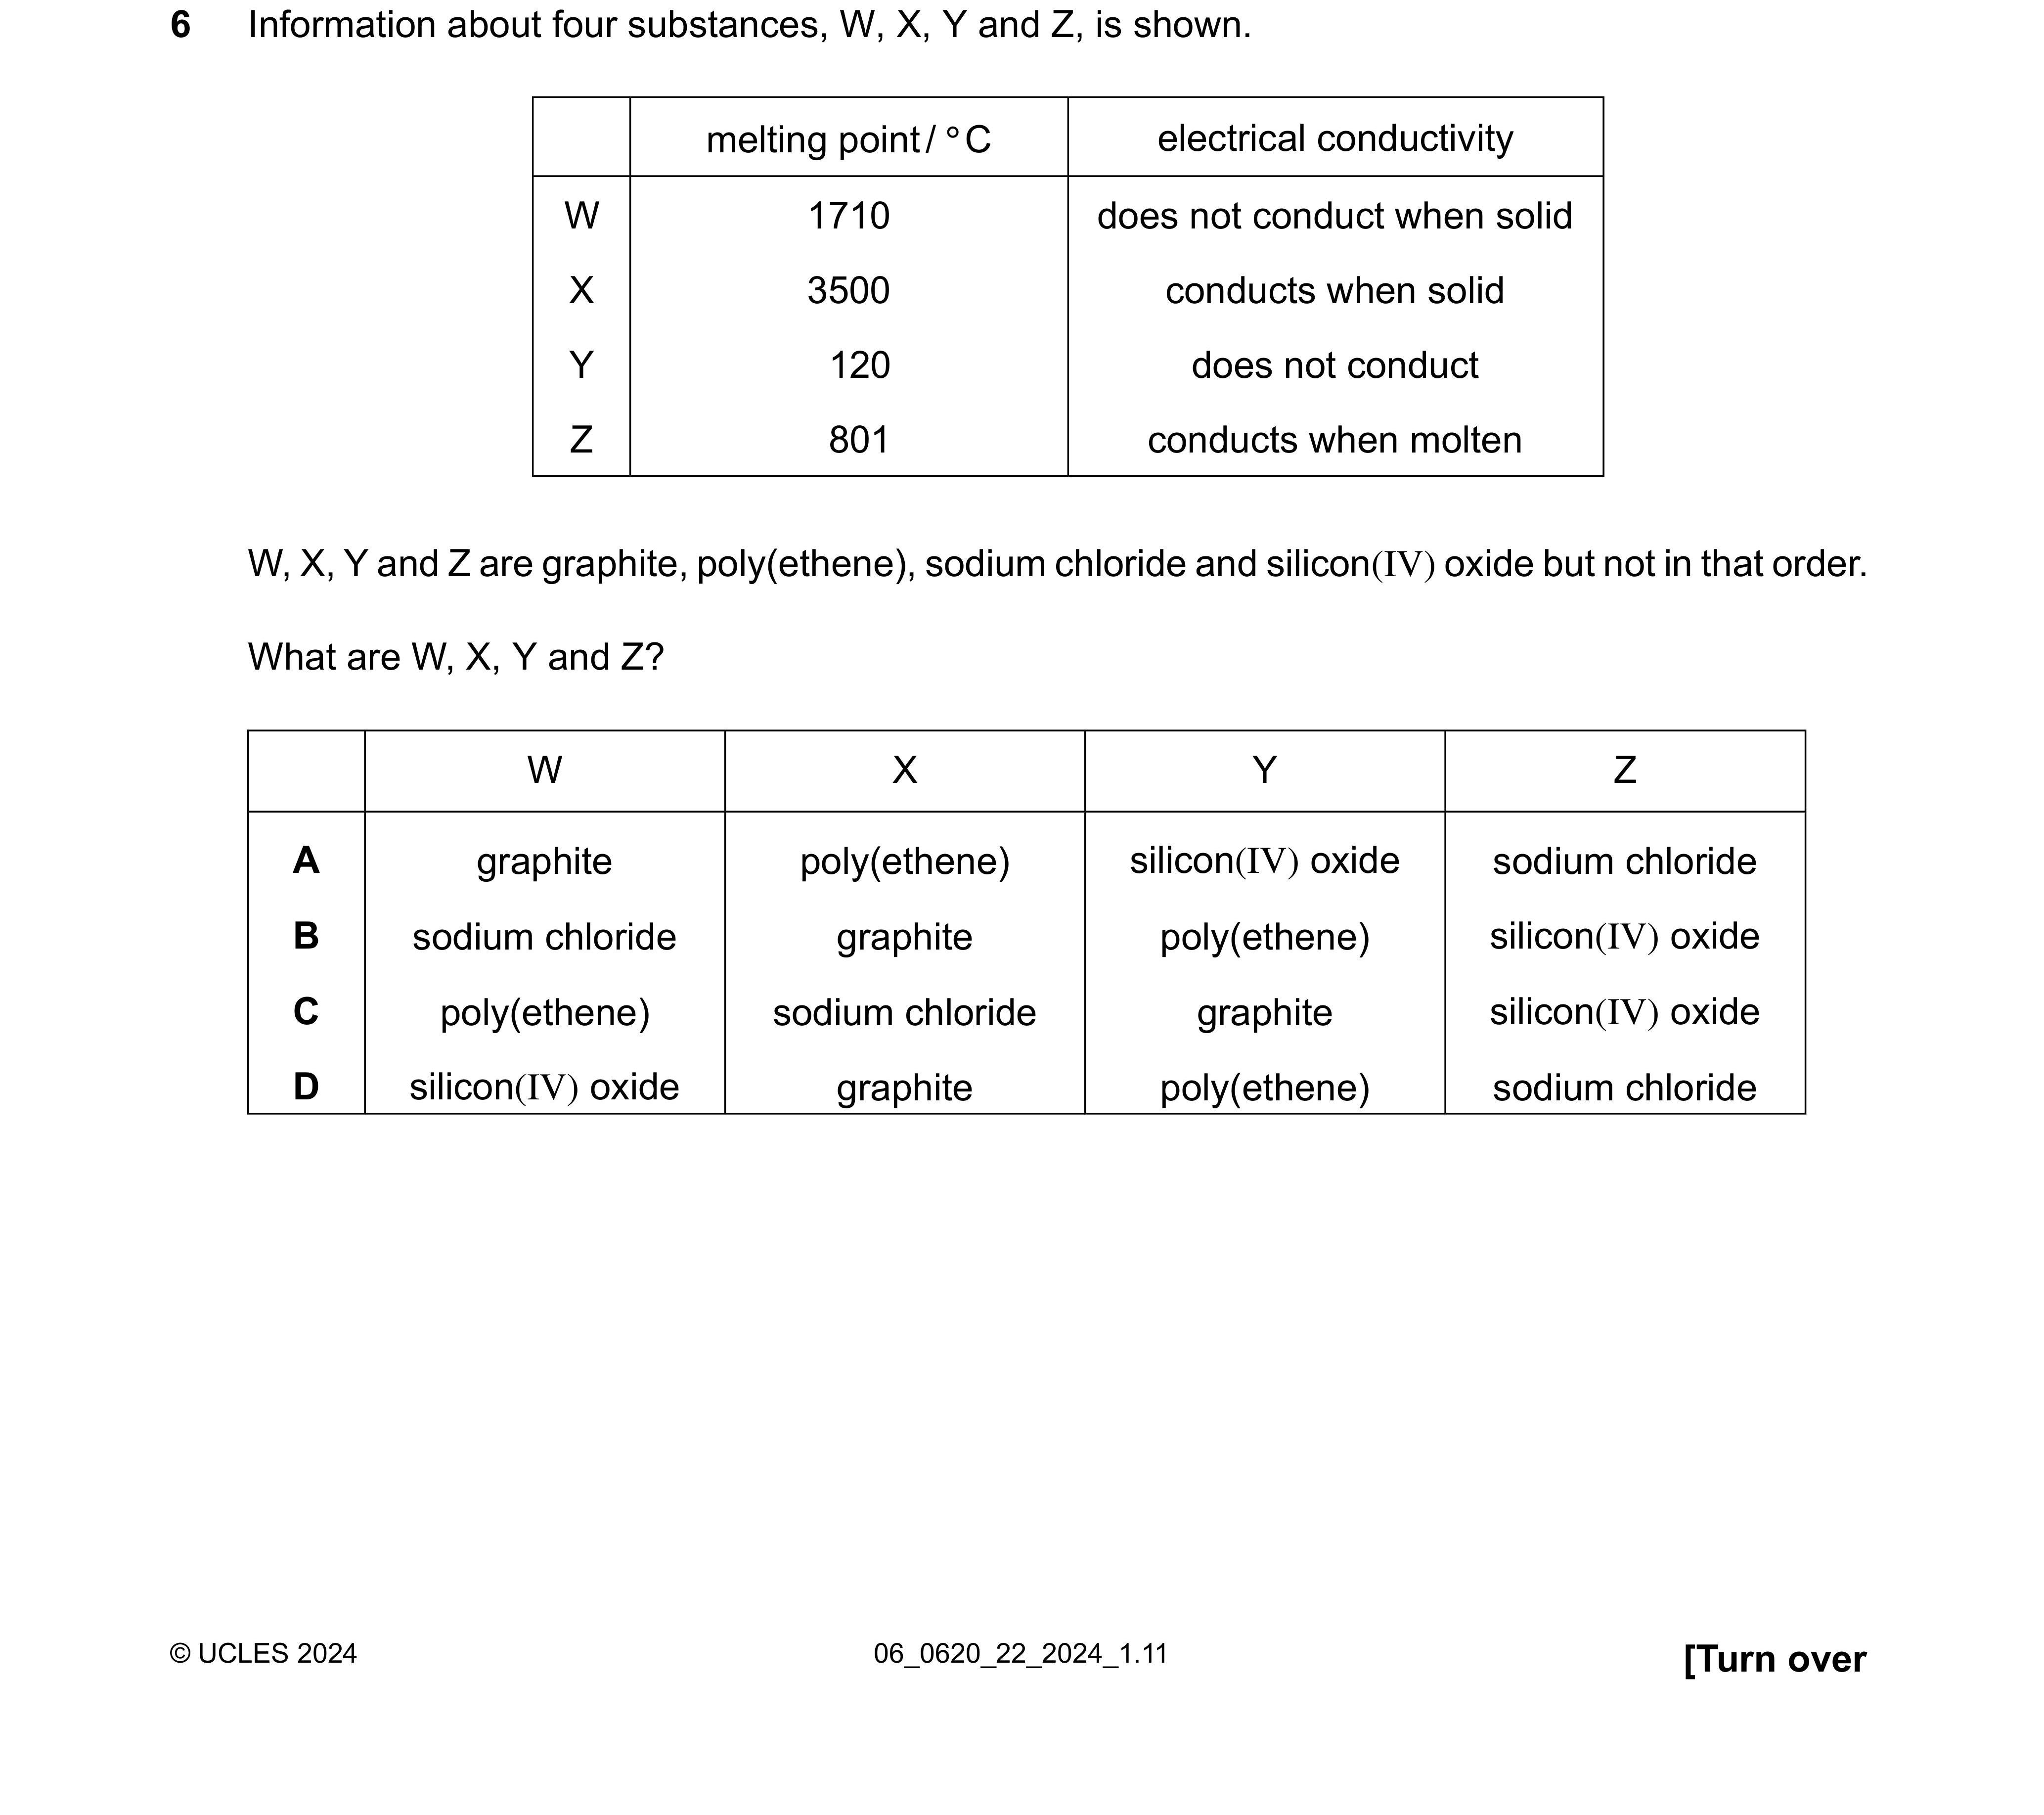 6 Information about four substances, W, X, Y and Z, is shown.
melting point / °C electrical conductivity
W 1710 does not conduct when solid
X 3500 conducts when solid
Y 120 does not conduct
Z 801 conducts when molten
W, X, Y and Z are graphite, poly(ethene), sodium chloride and silicon(IV) oxide but not in that order.
What are W, X, Y and Z?
W X Y Z
A graphite poly(ethene) silicon(IV) oxide sodium chloride
B sodium chloride graphite poly(ethene) silicon(IV) oxide
C poly(ethene) sodium chloride graphite silicon(IV) oxide
D silicon(IV) oxide graphite poly(ethene) sodium chloride
© UCLES 2024 06_0620_22_2024_1.11 [Turn over